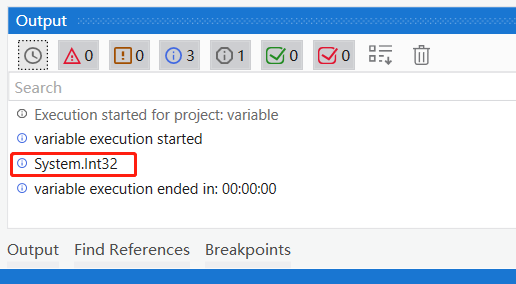 Output
0 0 3 1 0 0
Search
Execution started for project: variable
variable execution started
System.Int32
variable execution ended in: 00:00:00
Output Find References Breakpoints